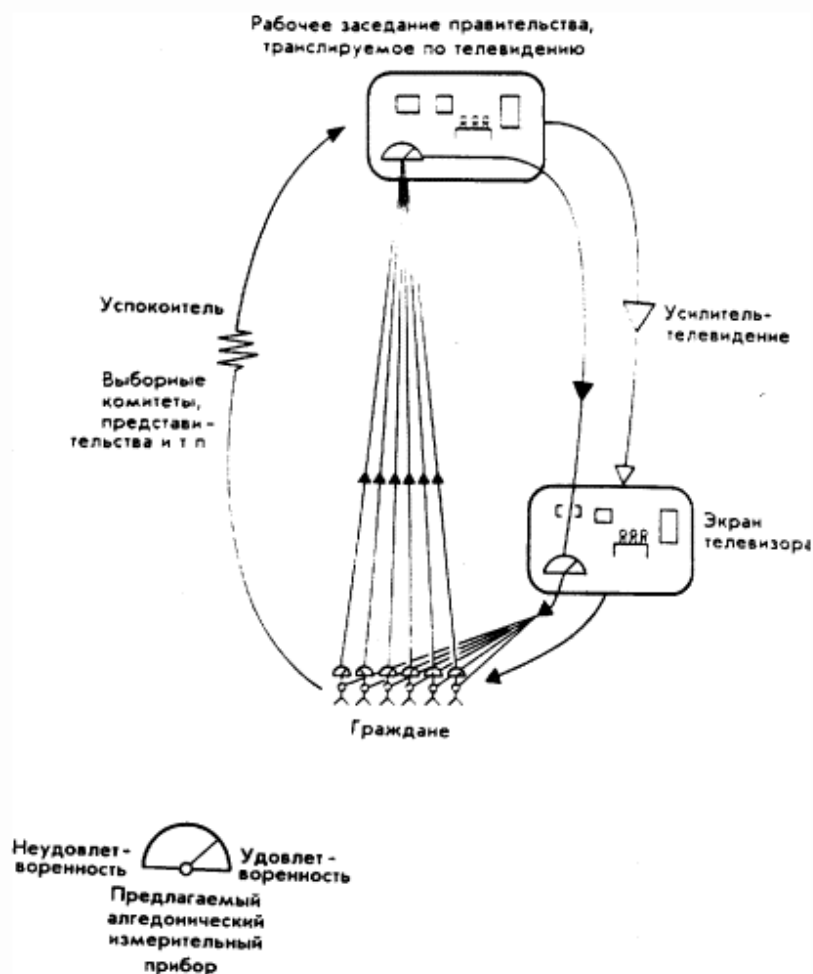 Рабочее заседание правительства,
транслируемое по телевидению
Успокоитель
Усилитель-
телевидение
Выборные
комитеты,
представи-
тельства и т п
Экран
телевизора
Граждане
Неудовлет-
воренность
Удовлет-
воренность
Предлагаемый
алгедонический
измерительный
прибор